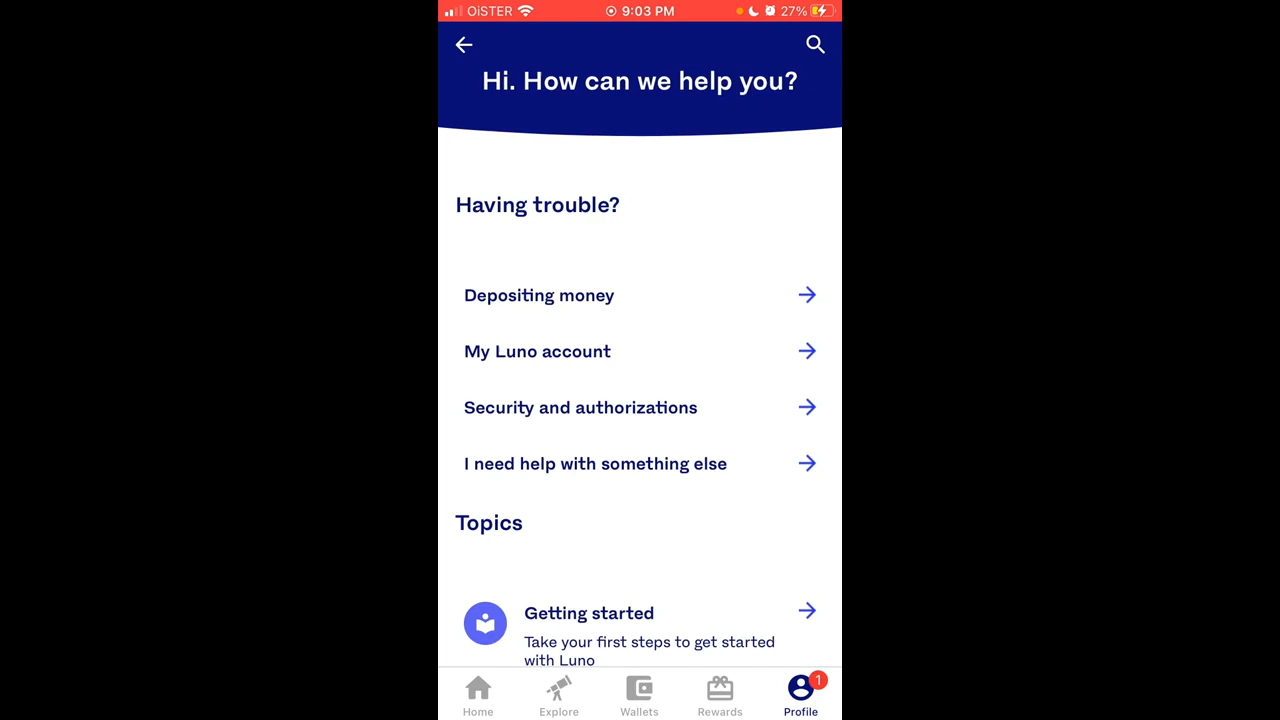 OiSTER 9:03 PM 27%
Hi. How can we help you?
Having trouble?
Depositing money
My Luno account
Security and authorizations
I need help with something else
Topics
Getting started
Take your first steps to get started
with Luno
1
Home Explore Wallets Rewards Profile